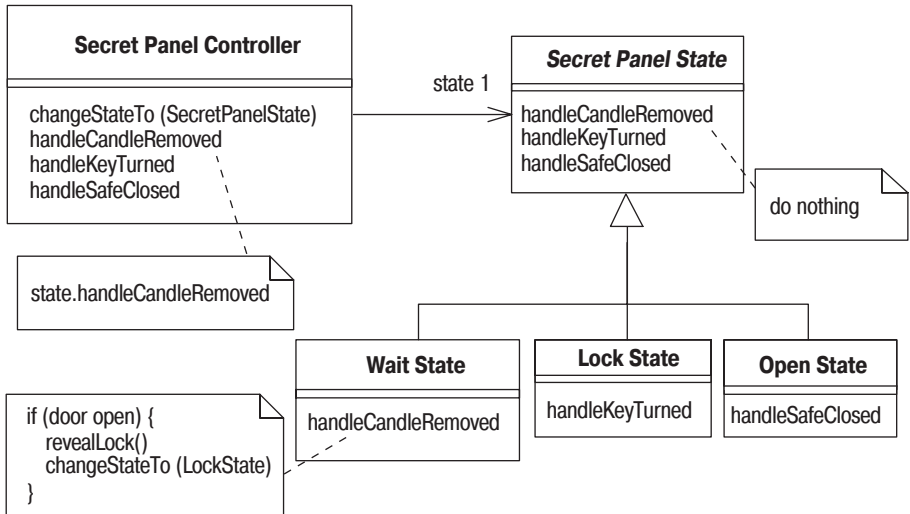 Secret Panel Controller
changeStateTo (SecretPanelState)
handleCandleRemoved
handleKeyTurned
handleSafeClosed
state 1
Secret Panel State
handleCandleRemoved
handleKeyTurned
handleSafeClosed
do nothing
state.handleCandleRemoved
Wait State
handleCandleRemoved
Lock State
handleKeyTurned
Open State
handleSafeClosed
if (door open) {
revealLock()
changeStateTo (LockState)
}